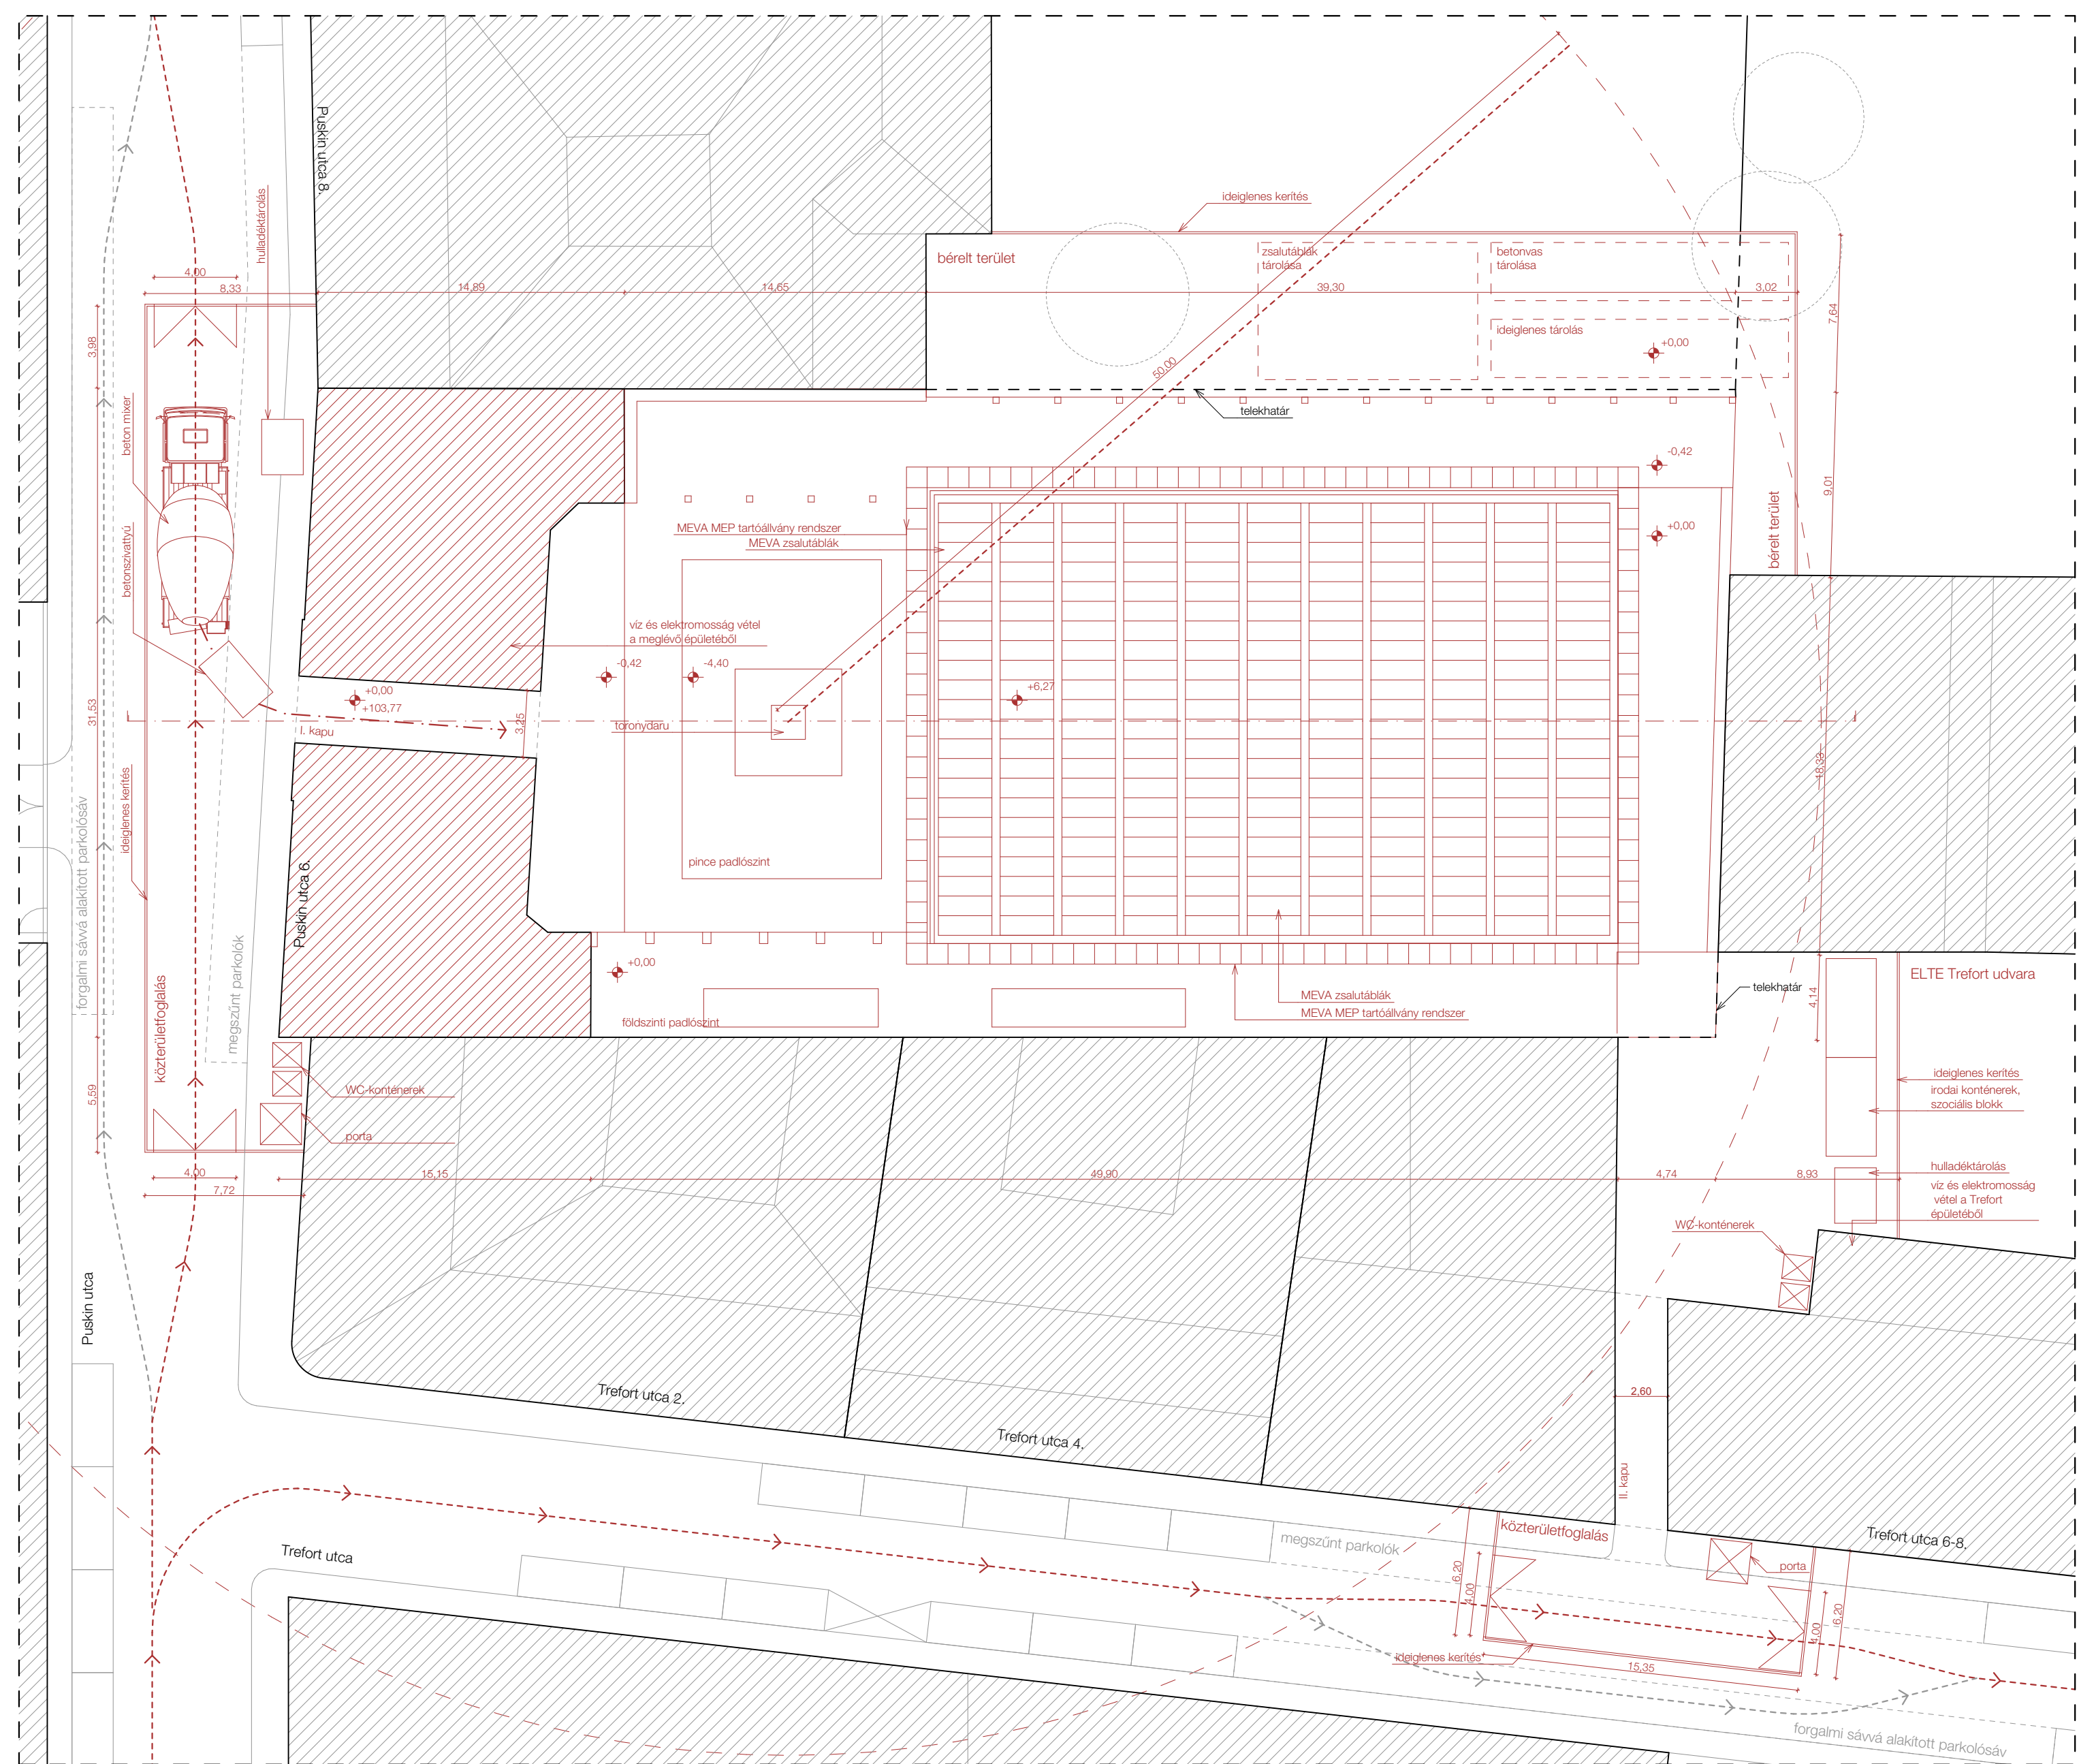 Puskin utca 8.
hulladéktárolás
ideiglenes kerítés
bérelt terület
zsalutáblák
tárolása
betonvas
tárolása
4,00
8,33
14,89
14,65
39,30
3,02
7,64
3,98
ideiglenes tárolás
+0,00
50,00
telekhatár
beton mixer
-0,42
9,01
bérelt terület
MEVA MEP tartóállvány rendszer
MEVA zsalutáblák
+0,00
betonszivattyú
víz és elektromosság vétel
a meglévő épületéből
-0,42
-4,40
+6,27
+0,00
+103,77
I. kapu
3,25
toronydaru
31,53
18,33
ideiglenes kerítés
forgalmi sávvá alakított parkolósáv
Puskin utca 6.
pince padlószint
közterületfoglalás
megszűnt parkolók
+0,00
földszinti padlószint
MEVA zsalutáblák
MEVA MEP tartóállvány rendszer
telekhatár
4,14
ELTE Trefort udvara
5,59
WC-konténerek
porta
ideiglenes kerítés
irodai konténerek,
szociális blokk
4,00
7,72
15,15
49,90
4,74
8,93
hulladéktárolás
víz és elektromosság
vétel a Trefort
épületéből
WC-konténerek
Puskin utca
Trefort utca 2.
Trefort utca 4.
2,60
II. kapu
Trefort utca
megszűnt parkolók
közterületfoglalás
Trefort utca 6-8.
porta
6,20
4,00
4,00
6,20
ideiglenes kerítés
15,35
forgalmi sávvá alakított parkolósáv